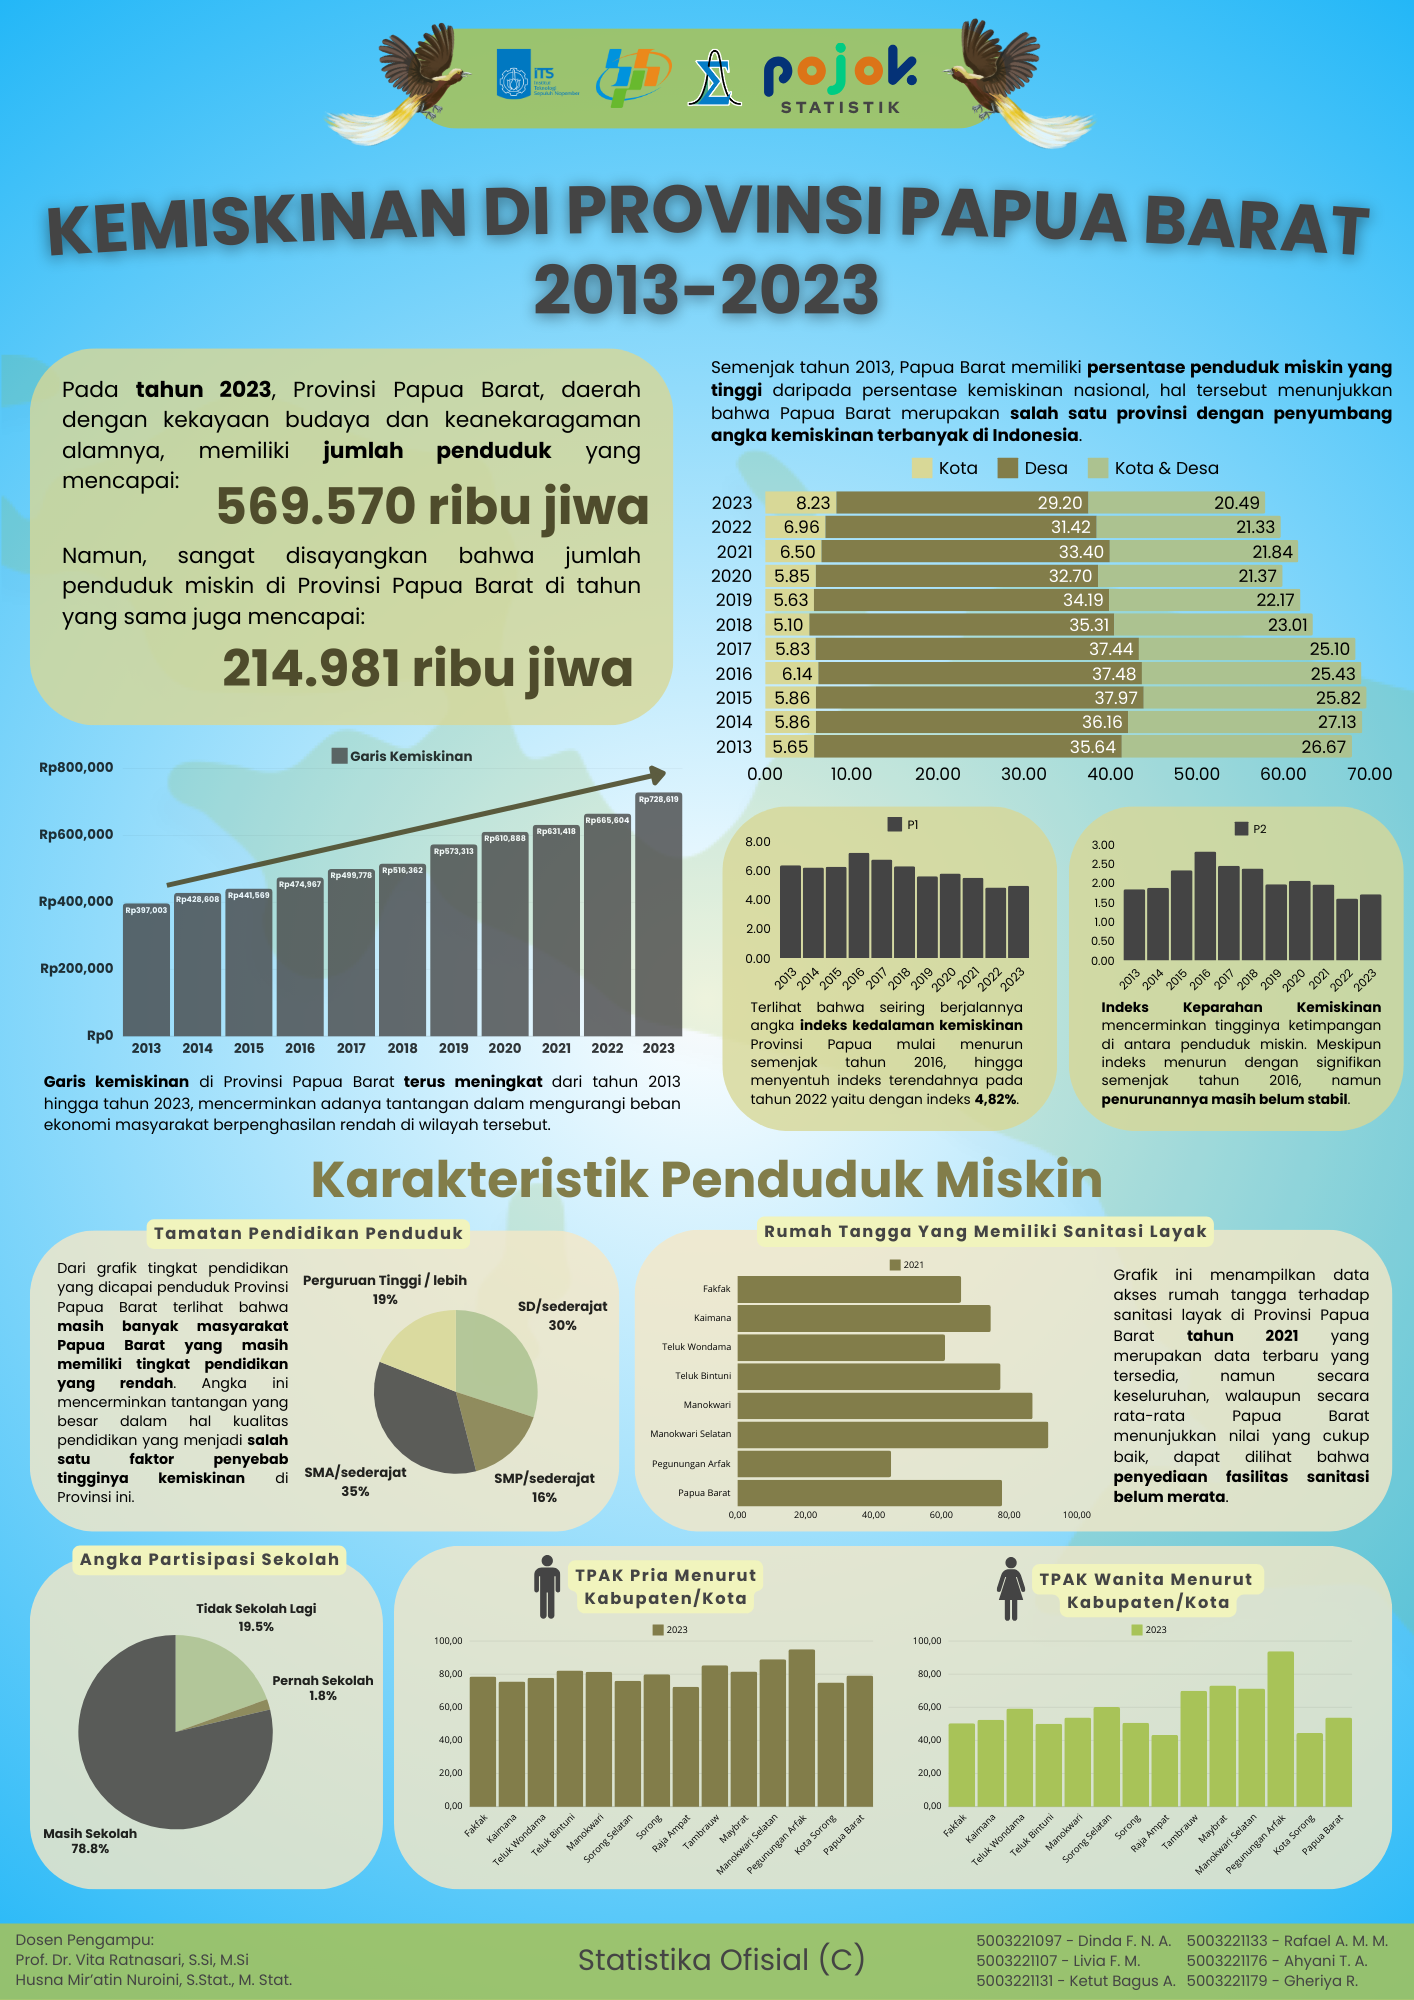 ITS
Institut
Teknologi
Sepuluh Nopember
pojok
STATISTIK
KEMISKINAN DI PROVINSI PAPUA BARAT
2013-2023
Pada tahun 2023, Provinsi Papua Barat, daerah
dengan kekayaan budaya dan keanekaragaman
alamnya, memiliki jumlah penduduk yang
mencapai:
569.570 ribu jiwa
Namun, sangat disayangkan bahwa jumlah
penduduk miskin di Provinsi Papua Barat di tahun
yang sama juga mencapai:
214.981 ribu jiwa
Semenjak tahun 2013, Papua Barat memiliki persentase penduduk miskin yang
tinggi daripada persentase kemiskinan nasional, hal tersebut menunjukkan
bahwa Papua Barat merupakan salah satu provinsi dengan penyumbang
angka kemiskinan terbanyak di Indonesia.
Kota Desa Kota & Desa
2023 8.23 29.20 20.49
2022 6.96 31.42 21.33
2021 6.50 33.40 21.84
2020 5.85 32.70 21.37
2019 5.63 34.19 22.17
2018 5.10 35.31 23.01
2017 5.83 37.44 25.10
2016 6.14 37.48 25.43
2015 5.86 37.97 25.82
2014 5.86 36.16 27.13
2013 5.65 35.64 26.67
0.00 10.00 20.00 30.00 40.00 50.00 60.00 70.00
Garis Kemiskinan
Rp800,000
Rp600,000
Rp400,000
Rp200,000
Rp0
Rp397,003 Rp428,608 Rp441,569 Rp474,967 Rp499,778 Rp516,362 Rp573,313 Rp610,888 Rp631,418 Rp665,604 Rp728,619
2013 2014 2015 2016 2017 2018 2019 2020 2021 2022 2023
Garis kemiskinan di Provinsi Papua Barat terus meningkat dari tahun 2013
hingga tahun 2023, mencerminkan adanya tantangan dalam mengurangi beban
ekonomi masyarakat berpenghasilan rendah di wilayah tersebut.
P1
8.00
6.00
4.00
2.00
0.00
2013 2014 2015 2016 2017 2018 2019 2020 2021 2022 2023
Terlihat bahwa seiring berjalannya
angka indeks kedalaman kemiskinan
Provinsi Papua mulai menurun
semenjak tahun 2016, hingga
menyentuh indeks terendahnya pada
tahun 2022 yaitu dengan indeks 4,82%.
P2
3.00
2.50
2.00
1.50
1.00
0.50
0.00
2013 2014 2015 2016 2017 2018 2019 2020 2021 2022 2023
Indeks Keparahan Kemiskinan
mencerminkan tingginya ketimpangan
di antara penduduk miskin. Meskipun
indeks menurun dengan signifikan
semenjak tahun 2016, namun
penurunannya masih belum stabil.
Karakteristik Penduduk Miskin
Tamatan Pendidikan Penduduk
Dari grafik tingkat pendidikan
yang dicapai penduduk Provinsi
Papua Barat terlihat bahwa
masih banyak masyarakat
Papua Barat yang masih
memiliki tingkat pendidikan
yang rendah. Angka ini
mencerminkan tantangan yang
besar dalam hal kualitas
pendidikan yang menjadi salah
satu faktor penyebab
tingginya kemiskinan di
Provinsi ini.
Perguruan Tinggi / lebih
19%
SD/sederajat
30%
SMA/sederajat
35%
SMP/sederajat
16%
Rumah Tangga Yang Memiliki Sanitasi Layak
2021
Fakfak
Kaimana
Teluk Wondama
Teluk Bintuni
Manokwari
Manokwari Selatan
Pegunungan Arfak
Papua Barat
0,00 20,00 40,00 60,00 80,00 100,00
Grafik ini menampilkan data
akses rumah tangga terhadap
sanitasi layak di Provinsi Papua
Barat tahun 2021 yang
merupakan data terbaru yang
tersedia, namun secara
keseluruhan, walaupun secara
rata-rata Papua Barat
menunjukkan nilai yang cukup
baik, dapat dilihat bahwa
penyediaan fasilitas sanitasi
belum merata.
Angka Partisipasi Sekolah
Tidak Sekolah Lagi
19.5%
Pernah Sekolah
1.8%
Masih Sekolah
78.8%
TPAK Pria Menurut
Kabupaten/Kota
2023
100,00
80,00
60,00
40,00
20,00
0,00
Fakfak Kaimana Teluk Wondama Teluk Bintuni Manokwari Sorong Selatan Sorong Raja Ampat Tambrauw Maybrat Manokwari Selatan Pegunungan Arfak Kota Sorong Papua Barat
TPAK Wanita Menurut
Kabupaten/Kota
2023
100,00
80,00
60,00
40,00
20,00
0,00
Fakfak Kaimana Teluk Wondama Teluk Bintuni Manokwari Sorong Selatan Sorong Raja Ampat Tambrauw Maybrat Manokwari Selatan Pegunungan Arfak Kota Sorong Papua Barat
Dosen Pengampu:
Prof. Dr. Vita Ratnasari, S.Si, M.Si
Husna Mir'atin Nuroini, S.Stat., M. Stat.
Statistika Ofisial (C)
5003221097 - Dinda F. N. A. 5003221133 - Rafael A. M. M.
5003221107 - Livia F. M. 5003221176 - Ahyani T. A.
5003221131 - Ketut Bagus A. 5003221179 - Gheriya R.